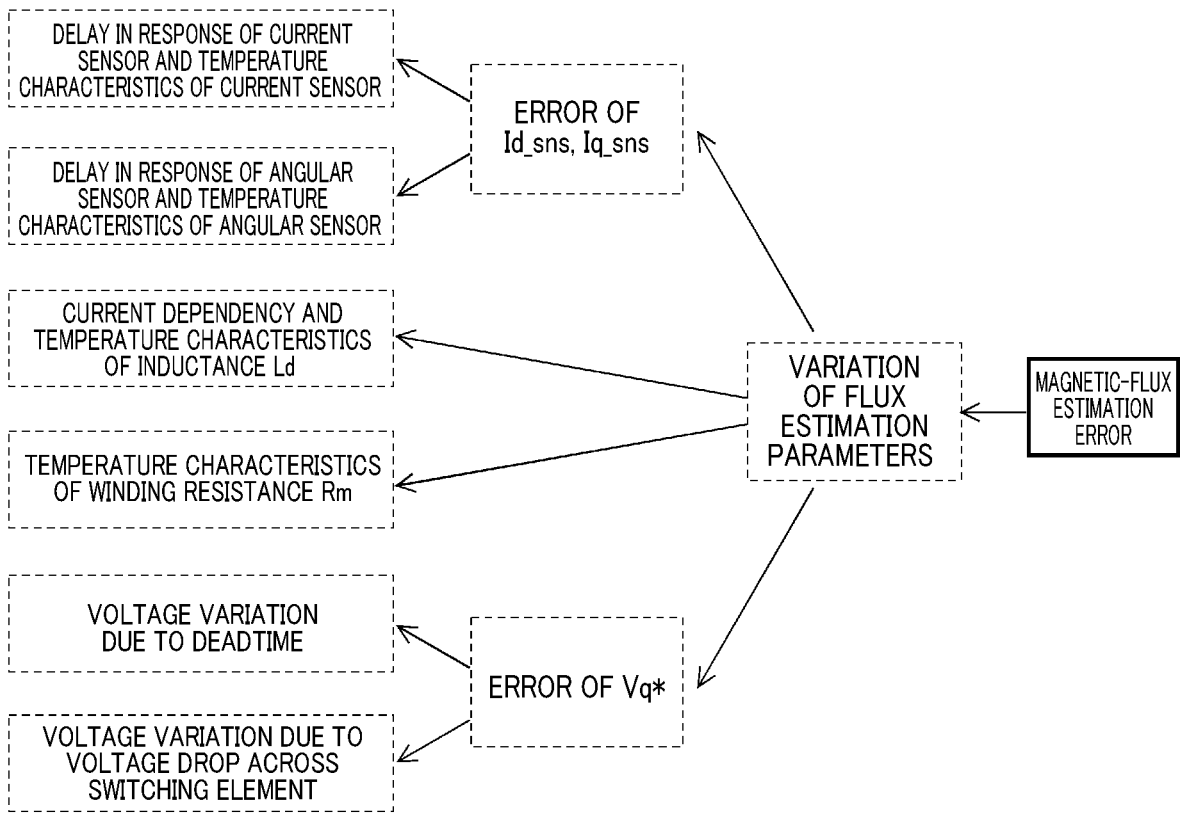 DELAY IN RESPONSE OF CURRENT
SENSOR AND TEMPERATURE
CHARACTERISTICS OF CURRENT SENSOR
ERROR OF
Id_sns, Iq_sns
DELAY IN RESPONSE OF ANGULAR
SENSOR AND TEMPERATURE
CHARACTERISTICS OF ANGULAR SENSOR
CURRENT DEPENDENCY AND
TEMPERATURE CHARACTERISTICS
OF INDUCTANCE Ld
VARIATION
OF FLUX
ESTIMATION
PARAMETERS
MAGNETIC-FLUX
ESTIMATION
ERROR
TEMPERATURE CHARACTERISTICS
OF WINDING RESISTANCE Rm
VOLTAGE VARIATION
DUE TO DEADTIME
ERROR OF Vq*
VOLTAGE VARIATION DUE TO
VOLTAGE DROP ACROSS
SWITCHING ELEMENT